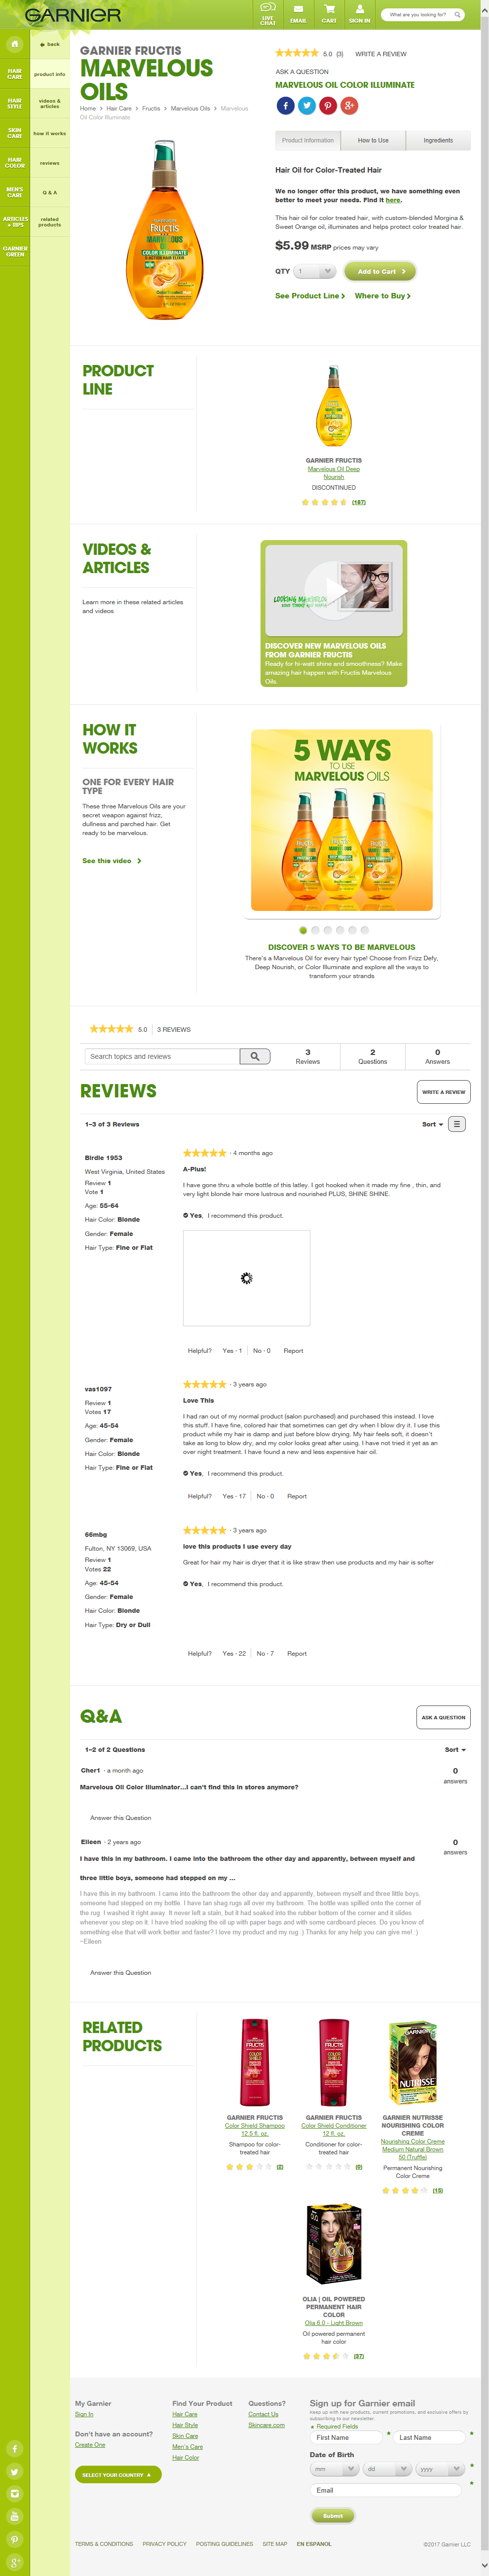 GARNIER
LIVE CHAT
EMAIL
CART
SIGN IN
What are you looking for?
back
HAIR CARE
product info
HAIR STYLE
videos & articles
SKIN CARE
how it works
HAIR COLOR
reviews
MEN'S CARE
Q & A
ARTICLES + TIPS
related products
GARNIER GREEN
GARNIER FRUCTIS
MARVELOUS
OILS
Home > Hair Care > Fructis > Marvelous Oils > Marvelous
Oil Color Illuminate
5.0 (3) WRITE A REVIEW
ASK A QUESTION
MARVELOUS OIL COLOR ILLUMINATE
Product Information
How to Use
Ingredients
Hair Oil for Color-Treated Hair
We no longer offer this product, we have something even
better to meet your needs. Find it here.
This hair oil for color treated hair, with custom-blended Morgina &
Sweet Orange oil, illuminates and helps protect color treated hair.
$5.99 MSRP prices may vary
QTY 1 Add to Cart
See Product Line Where to Buy
FRUCTIS
PRODUCT
LINE
GARNIER FRUCTIS
Marvelous Oil Deep
Nourish
DISCONTINUED
(187)
VIDEOS &
ARTICLES
Learn more in these related articles
and videos
DISCOVER NEW MARVELOUS OILS
FROM GARNIER FRUCTIS
Ready for hi-watt shine and smoothness? Make
amazing hair happen with Fructis Marvelous
Oils.
HOW IT
WORKS
ONE FOR EVERY HAIR
TYPE
These three Marvelous Oils are your
secret weapon against frizz,
dullness and parched hair. Get
ready to be marvelous.
See this video
5 WAYS
TO USE
MARVELOUS OILS
DISCOVER 5 WAYS TO BE MARVELOUS
There's a Marvelous Oil for every hair type! Choose from Frizz Defy,
Deep Nourish, or Color Illuminate and explore all the ways to
transform your strands
5.0 3 REVIEWS
Search topics and reviews
3
Reviews
2
Questions
0
Answers
REVIEWS
WRITE A REVIEW
1–3 of 3 Reviews
Sort
Birdie 1953
West Virginia, United States
Review 1
Vote 1
Age: 55-64
Hair Color: Blonde
Gender: Female
Hair Type: Fine or Flat
· 4 months ago
A-Plus!
I have gone thru a whole bottle of this latley. I got hooked when it made my fine , thin, and
very light blonde hair more lustrous and nourished PLUS, SHINE SHINE.
Yes, I recommend this product.
Helpful? Yes · 1 No · 0 Report
vas1097
Review 1
Votes 17
Age: 45-54
Gender: Female
Hair Color: Blonde
Hair Type: Fine or Flat
· 3 years ago
Love This
I had ran out of my normal product (salon purchased) and purchased this instead. I love
this stuff. I have fine, colored hair that sometimes can get dry when I blow dry it. I use this
product while my hair is damp and just before blow drying. My hair feels soft, it doesn't
take as long to blow dry, and my color looks great after using. I have not tried it yet as an
over night treatment. I have found a new and less expensive hair oil.
Yes, I recommend this product.
Helpful? Yes · 17 No · 0 Report
66mbg
Fulton, NY 13069, USA
Review 1
Votes 22
Age: 45-54
Gender: Female
Hair Color: Blonde
Hair Type: Dry or Dull
· 3 years ago
love this products I use every day
Great for hair my hair is dryer that it is like straw then use products and my hair is softer
Yes, I recommend this product.
Helpful? Yes · 22 No · 7 Report
Q&A
ASK A QUESTION
1–2 of 2 Questions
Sort
Cher1 · a month ago
0
answers
Marvelous Oil Color Illuminator...I can't find this in stores anymore?
Answer this Question
Eileen · 2 years ago
0
answers
I have this in my bathroom. I came into the bathroom the other day and apparently, between myself and
three little boys, someone had stepped on my ...
I have this in my bathroom. I came into the bathroom the other day and apparently, between myself and three little boys,
someone had stepped on my bottle. I have tan shag rugs all over my bathroom. The bottle was spilled onto the corner of
the rug. I washed it right away. It never left a stain, but it had soaked into the rubber bottom of the corner and it slides
whenever you step on it. I have tried soaking the oil up with paper bags and with some cardboard pieces. Do you know of
something else that will work better and faster? I love my product and my rug :) Thanks for any help you can give me! :)
~Eileen
Answer this Question
RELATED
PRODUCTS
GARNIER FRUCTIS
Color Shield Shampoo
12.5 fl. oz.
Shampoo for color-
treated hair
(2)
GARNIER FRUCTIS
Color Shield Conditioner
12 fl. oz.
Conditioner for color-
treated hair
(0)
GARNIER NUTRISSE
NOURISHING COLOR
CREME
Nourishing Color Creme
Medium Natural Brown
50 (Truffle)
Permanent Nourishing
Color Creme
(15)
OLIA | OIL POWERED
PERMANENT HAIR
COLOR
Olia 6.0 - Light Brown
Oil powered permanent
hair color
(37)
My Garnier
Sign In
Don't have an account?
Create One
SELECT YOUR COUNTRY
Find Your Product
Hair Care
Hair Style
Skin Care
Men's Care
Hair Color
Questions?
Contact Us
Skincare.com
Sign up for Garnier email
Keep up with new products, current promotions, and exclusive offers by
subscribing to our newsletter.
* Required Fields
First Name * Last Name *
Date of Birth
mm dd yyyy *
Email *
Submit
TERMS & CONDITIONS PRIVACY POLICY POSTING GUIDELINES SITE MAP EN ESPANOL
©2017 Garnier LLC